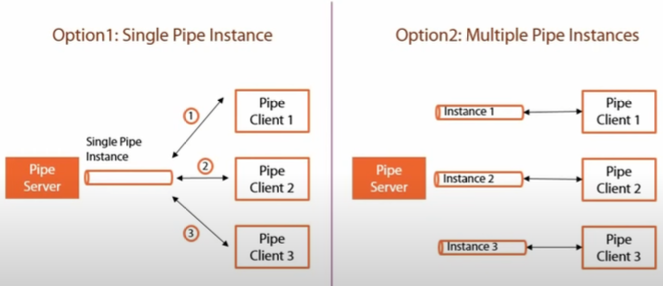 Option1: Single Pipe Instance
Single Pipe
Instance
Pipe
Server
1
2
3
Pipe
Client 1
Pipe
Client 2
Pipe
Client 3
Option2: Multiple Pipe Instances
Pipe
Server
Instance 1
Instance 2
Instance 3
Pipe
Client 1
Pipe
Client 2
Pipe
Client 3